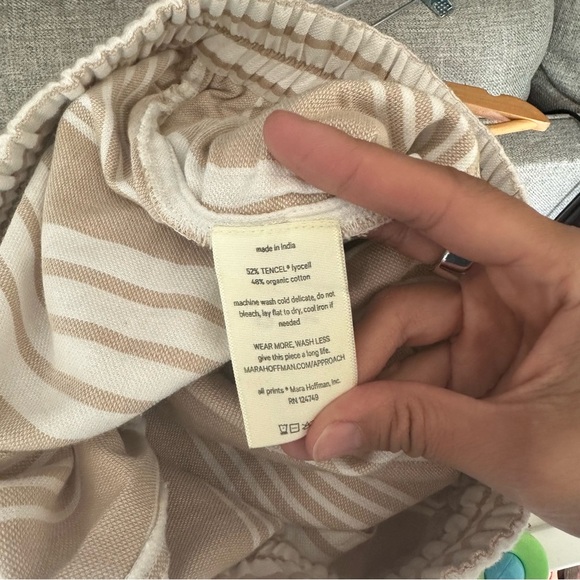 made in India
52% TENCEL® lyocell
48% organic cotton
machine wash cold delicate, do not
bleach, lay flat to dry, cool iron if
needed
WEAR MORE, WASH LESS
give this piece a long life.
MARAHOFFMAN.COM/APPROACH
all prints ® Mara Hoffman, Inc.
RN 124749